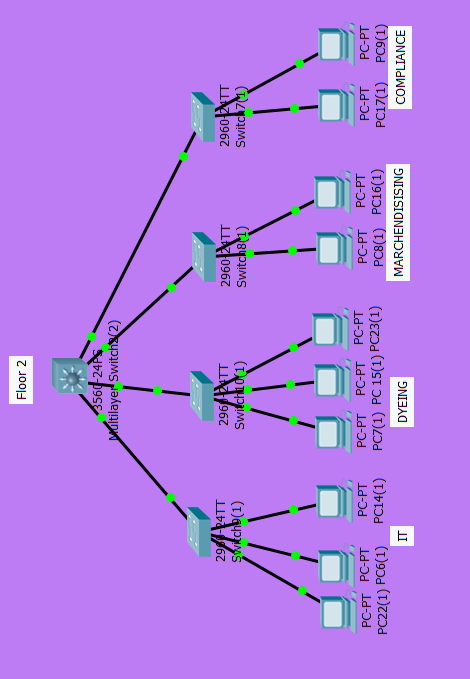 Floor 2
3560-24PS
Multilayer Switch2(2)
2960-24TT
Switch9(1)
2960-24TT
Switch10(1)
2960-24TT
Switch8(1)
2960-24TT
Switch7(1)
PC-PT
PC22(1)
PC-PT
PC6(1)
PC-PT
PC14(1)
PC-PT
PC7(1)
PC-PT
PC 15(1)
PC-PT
PC23(1)
PC-PT
PC8(1)
PC-PT
PC16(1)
PC-PT
PC17(1)
PC-PT
PC9(1)
IT
DYEING
MARCHENDISISING
COMPLIANCE